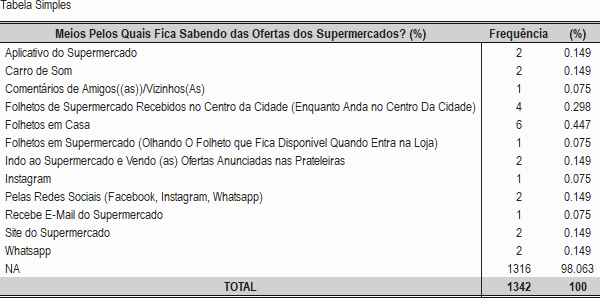 Tabela Simples
Meios Pelos Quais Fica Sabendo das Ofertas dos Supermercados? (%) Frequência (%)
Aplicativo do Supermercado 2 0.149
Carro de Som 2 0.149
Comentários de Amigos((as))/Vizinhos(As) 1 0.075
Folhetos de Supermercado Recebidos no Centro da Cidade (Enquanto Anda no Centro Da Cidade) 4 0.298
Folhetos em Casa 6 0.447
Folhetos em Supermercado (Olhando O Folheto que Fica Disponível Quando Entra na Loja) 1 0.075
Indo ao Supermercado e Vendo (as) Ofertas Anunciadas nas Prateleiras 2 0.149
Instagram 1 0.075
Pelas Redes Sociais (Facebook, Instagram, Whatsapp) 2 0.149
Recebe E-Mail do Supermercado 1 0.075
Site do Supermercado 2 0.149
Whatsapp 2 0.149
NA 1316 98.063
TOTAL 1342 100